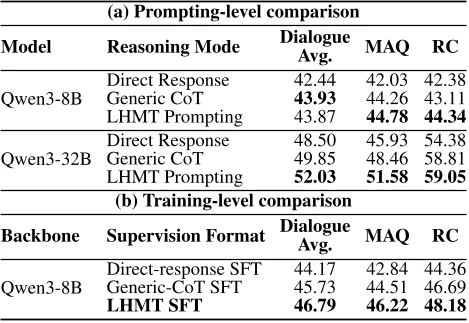 (a) Prompting-level comparison
Model Reasoning Mode Dialogue Avg. MAQ RC
Qwen3-8B Direct Response 42.44 42.03 42.38
Generic CoT 43.93 44.26 43.11
LHMT Prompting 43.87 44.78 44.34
Qwen3-32B Direct Response 48.50 45.93 54.38
Generic CoT 49.85 48.46 58.81
LHMT Prompting 52.03 51.58 59.05
(b) Training-level comparison
Backbone Supervision Format Dialogue Avg. MAQ RC
Qwen3-8B Direct-response SFT 44.17 42.84 44.36
Generic-CoT SFT 45.73 44.51 46.69
LHMT SFT 46.79 46.22 48.18